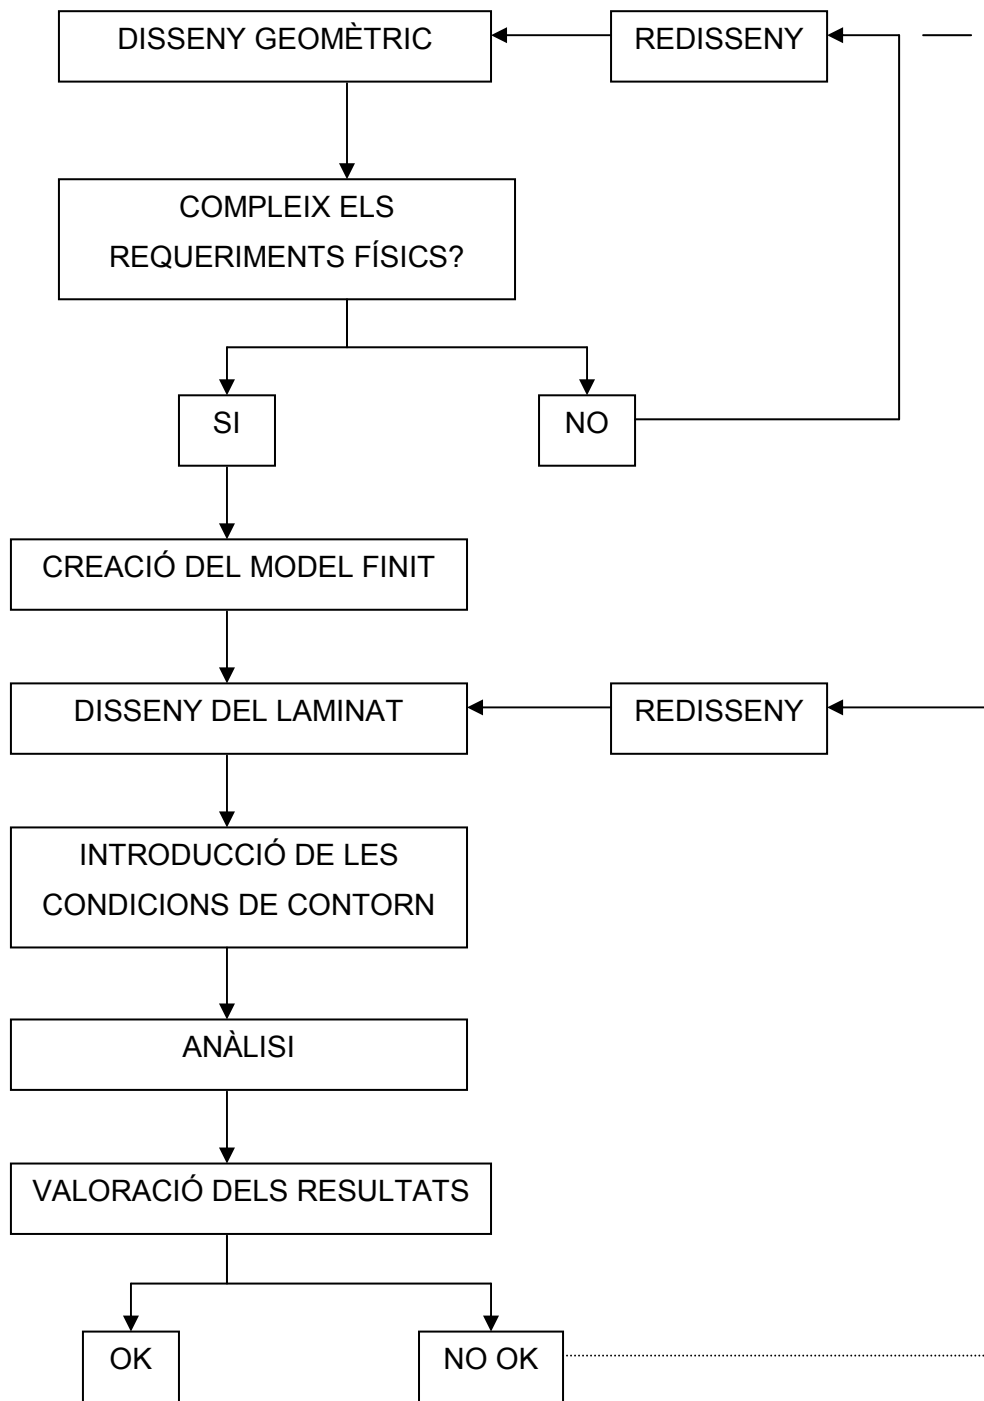 DISSENY GEOMÈTRIC
REDISSENY
COMPLEIX ELS
REQUERIMENTS FÍSICS?
SI
NO
CREACIÓ DEL MODEL FINIT
DISSENY DEL LAMINAT
REDISSENY
INTRODUCCIÓ DE LES
CONDICIONS DE CONTORN
ANÀLISI
VALORACIÓ DELS RESULTATS
OK
NO OK